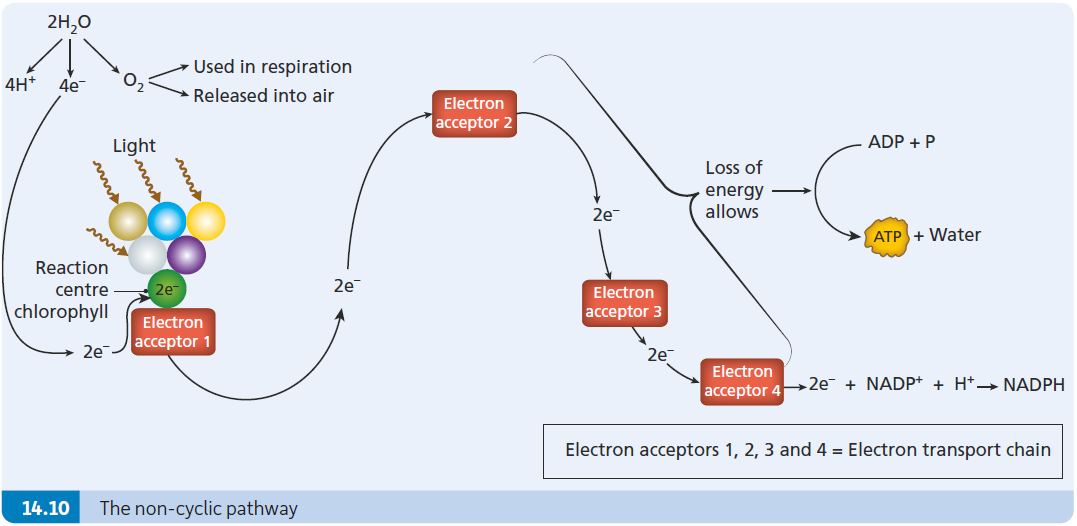 2H₂O
4H⁺
4e⁻
O₂
Used in respiration
Released into air
Light
Reaction
centre
chlorophyll
2e⁻
2e⁻
Electron
acceptor 1
2e⁻
Electron
acceptor 2
2e⁻
Electron
acceptor 3
2e⁻
Electron
acceptor 4
2e⁻ + NADP⁺ + H⁺ → NADPH
Loss of
energy
allows
ADP + P
ATP + Water
Electron acceptors 1, 2, 3 and 4 = Electron transport chain
14.10 The non-cyclic pathway